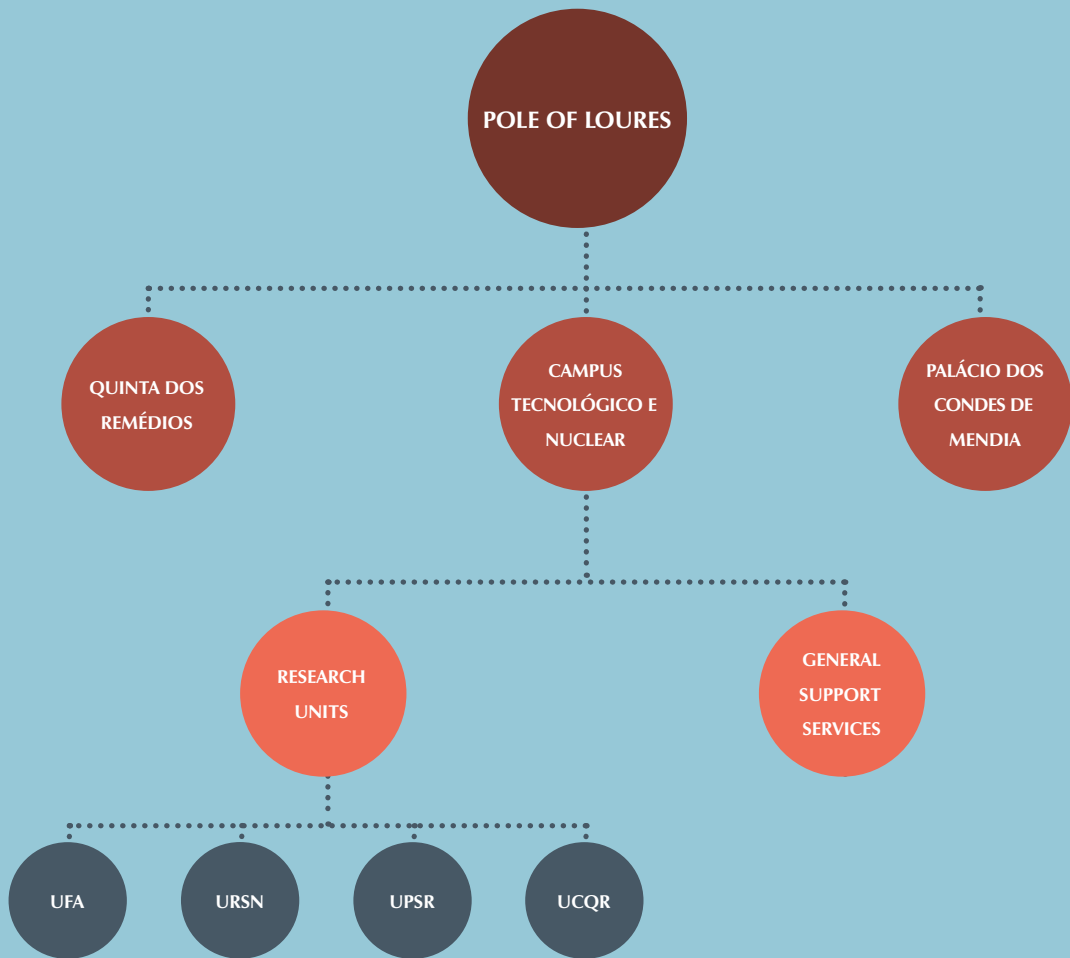 POLE OF LOURES
QUINTA DOS
REMÉDIOS
CAMPUS
TECNOLÓGICO E
NUCLEAR
PALÁCIO DOS
CONDES DE
MENDIA
RESEARCH
UNITS
GENERAL
SUPPORT
SERVICES
UFA
URSN
UPSR
UCQR